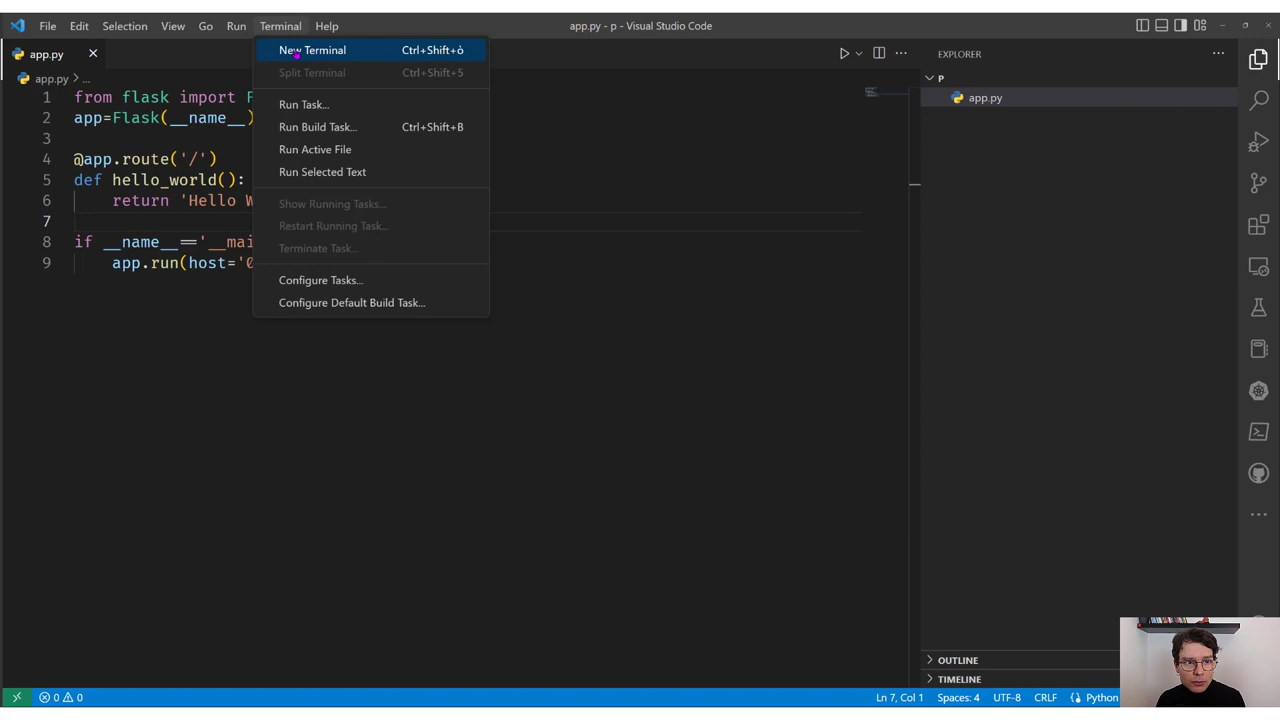 File Edit Selection View Go Run Terminal Help
app.py - p - Visual Studio Code
app.py
app.py > ...
1 from flask import F
2 app=Flask(__name__)
3
4 @app.route('/')
5 def hello_world():
6 return 'Hello W
7
8 if __name__=='__mai
9 app.run(host='0
New Terminal Ctrl+Shift+ò
Split Terminal Ctrl+Shift+5
Run Task...
Run Build Task... Ctrl+Shift+B
Run Active File
Run Selected Text
Show Running Tasks...
Restart Running Task...
Terminate Task...
Configure Tasks...
Configure Default Build Task...
EXPLORER
P
app.py
OUTLINE
TIMELINE
0 0
Ln 7, Col 1 Spaces: 4 UTF-8 CRLF Python